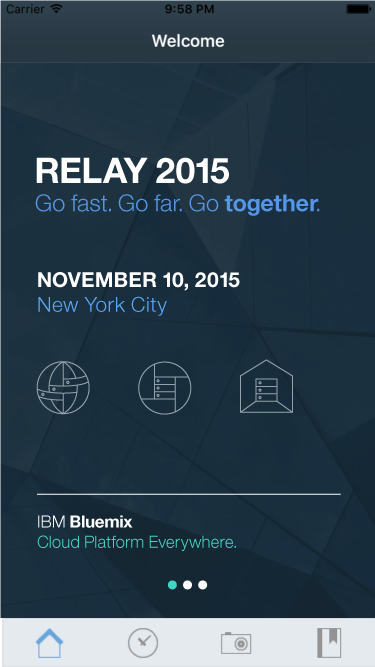 Carrier 9:58 PM
Welcome
RELAY 2015
Go fast. Go far. Go together.
NOVEMBER 10, 2015
New York City
IBM Bluemix
Cloud Platform Everywhere.